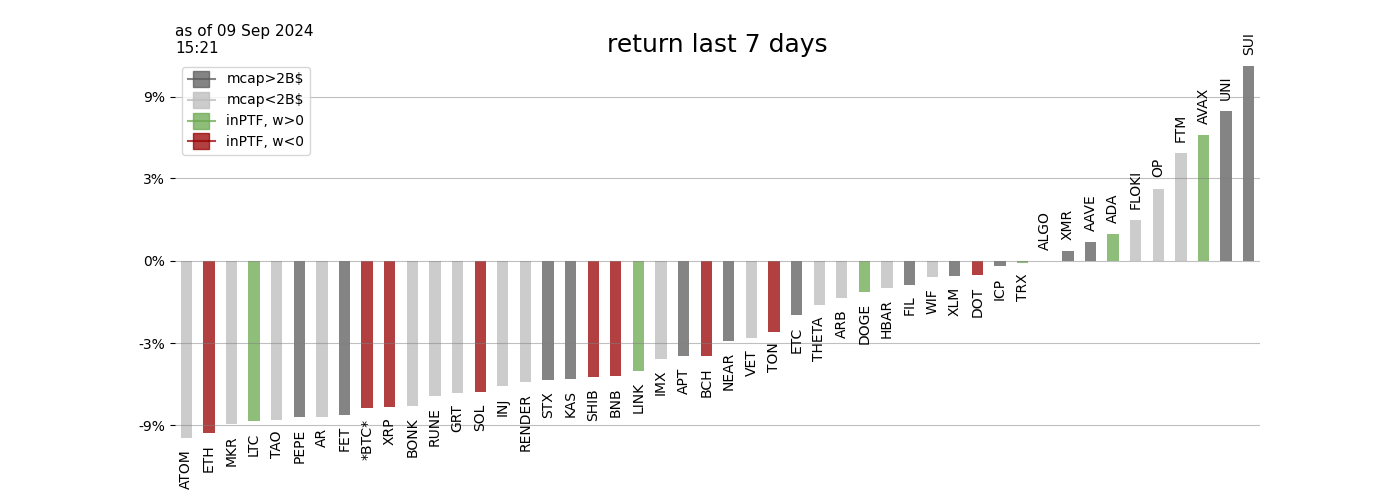 as of 09 Sep 2024
15:21
return last 7 days
mcap>2B$
mcap<2B$
inPTF, w>0
inPTF, w<0
9%
3%
0%
-3%
-9%
ATOM
ETH
MKR
LTC
TAO
PEPE
AR
FET
*BTC*
XRP
BONK
RUNE
GRT
SOL
INJ
RENDER
STX
KAS
SHIB
BNB
LINK
IMX
APT
BCH
NEAR
VET
TON
ETC
THETA
ARB
DOGE
HBAR
FIL
WIF
XLM
DOT
ICP
TRX
ALGO
XMR
AAVE
ADA
FLOKI
OP
FTM
AVAX
UNI
SUI